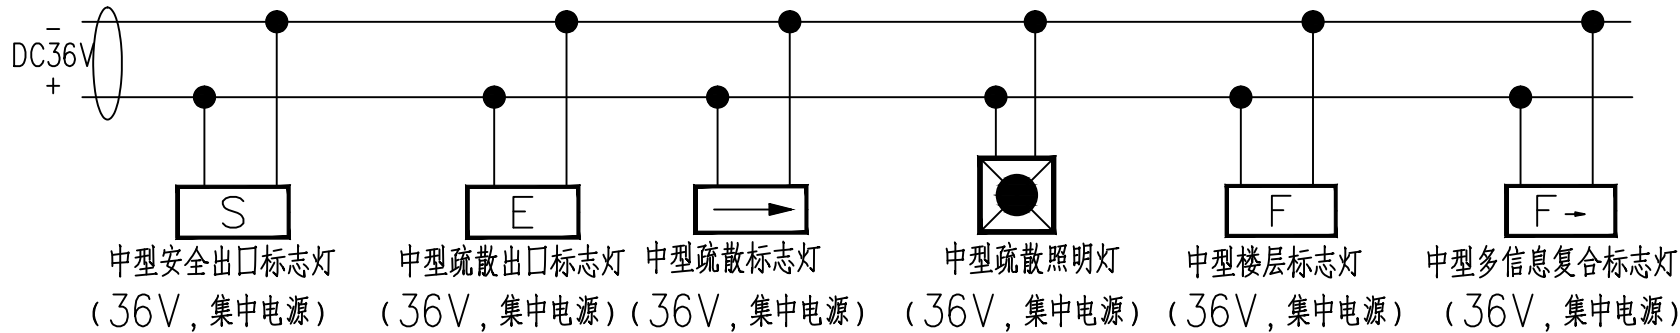 −
DC36V
+
S
E
F
F
中型安全出口标志灯
(36V,集中电源)
中型疏散出口标志灯
(36V,集中电源)
中型疏散标志灯
(36V,集中电源)
中型疏散照明灯
(36V,集中电源)
中型楼层标志灯
(36V,集中电源)
中型多信息复合标志灯
(36V,集中电源)